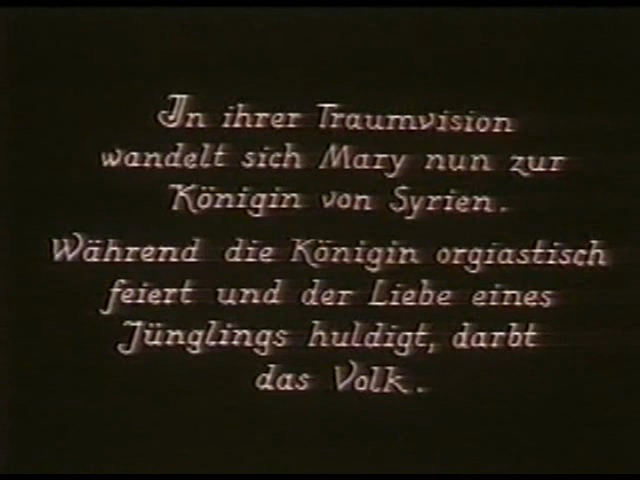 In ihrer Traumvision
wandelt sich Mary nun zur
Königin von Syrien.
Während die Königin orgiastisch
feiert und der Liebe eines
Jünglings huldigt, darbt
das Volk.